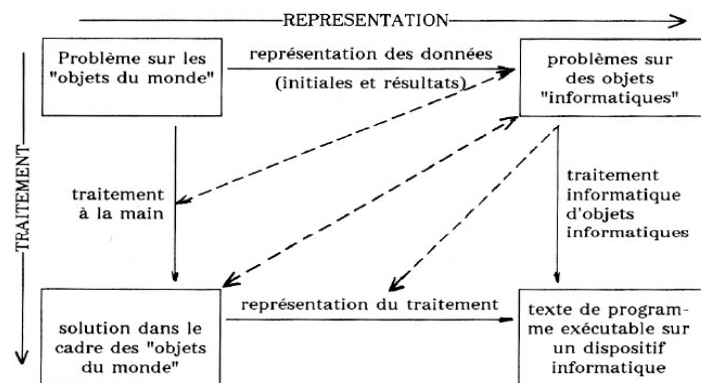 REPRESENTATION
Problème sur les
"objets du monde"
représentation des données
(initiales et résultats)
problèmes sur
des objets
"informatiques"
TRAITEMENT
traitement
à la main
traitement
informatique
d'objets
informatiques
solution dans le
cadre des "objets
du monde"
représentation du traitement
texte de program-
me exécutable sur
un dispositif
informatique